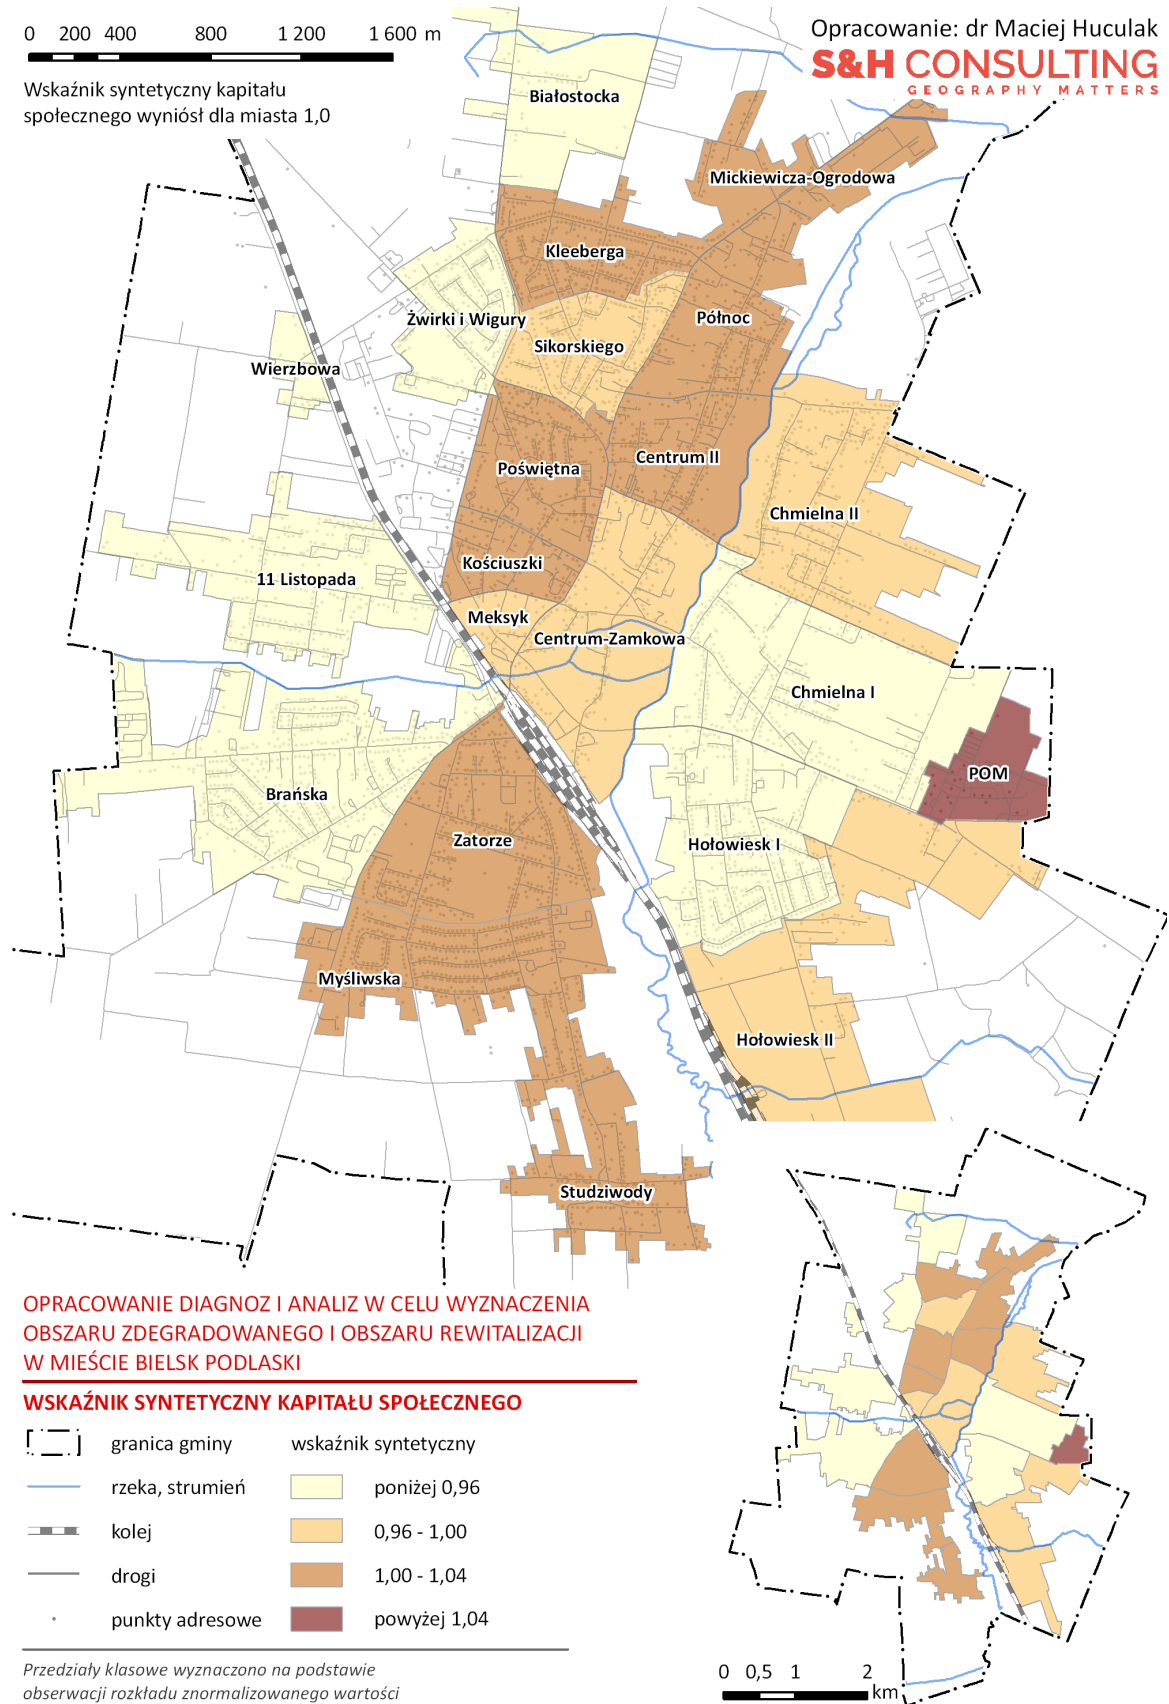 0 200 400 800 1 200 1 600 m
Wskaźnik syntetyczny kapitału
społecznego wyniósł dla miasta 1,0
Opracowanie: dr Maciej Huculak
S&H CONSULTING
GEOGRAPHY MATTERS
Białostocka
Mickiewicza-Ogrodowa
Kleeberga
Żwirki i Wigury
Północ
Sikorskiego
Wierzbowa
Poświętna
Centrum II
Chmielna II
Kościuszki
11 Listopada
Meksyk
Centrum-Zamkowa
Chmielna I
POM
Brańska
Zatorze
Hołowiesk I
Myśliwska
Hołowiesk II
Studziwody
OPRACOWANIE DIAGNOZ I ANALIZ W CELU WYZNACZENIA
OBSZARU ZDEGRADOWANEGO I OBSZARU REWITALIZACJI
W MIEŚCIE BIELSK PODLASKI
WSKAŹNIK SYNTETYCZNY KAPITAŁU SPOŁECZNEGO
granica gminy wskaźnik syntetyczny
rzeka, strumień poniżej 0,96
kolej 0,96 - 1,00
drogi 1,00 - 1,04
punkty adresowe powyżej 1,04
Przedziały klasowe wyznaczono na podstawie
obserwacji rozkładu znormalizowanego wartości
0 0,5 1 2
km